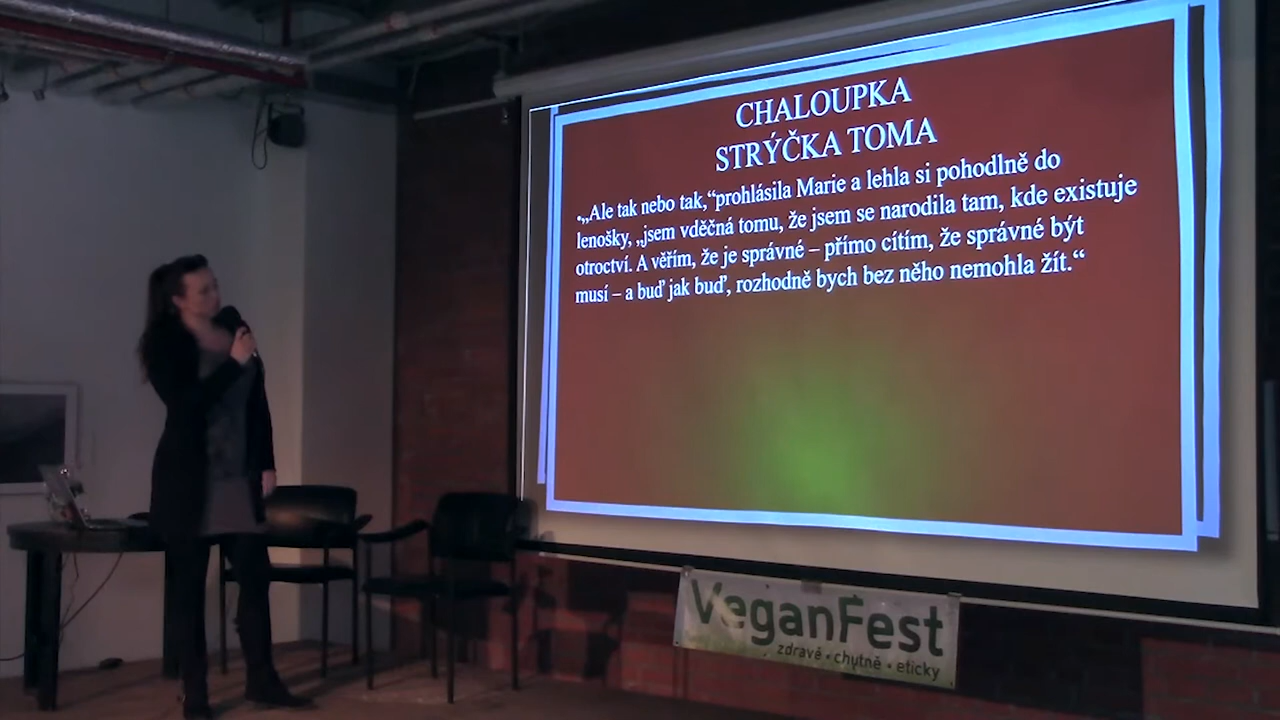 CHALOUPKA
STRÝČKA TOMA
•„Ale tak nebo tak,“prohlásila Marie a lehla si pohodlně do
lenošky, „jsem vděčná tomu, že jsem se narodila tam, kde existuje
otroctví. A věřím, že je správné – přímo cítím, že správné být
musí – a buď jak buď, rozhodně bych bez něho nemohla žít.“
VeganFest
zdravě • chutně • eticky